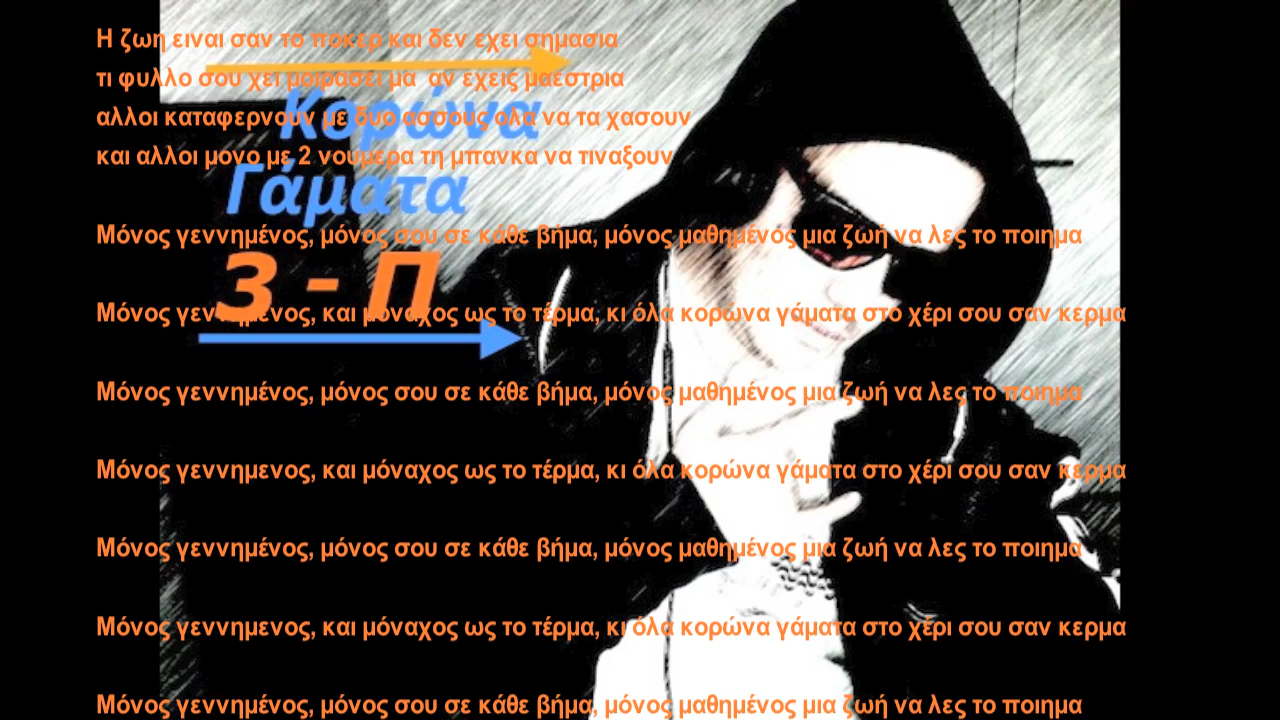 Η ζωη ειναι σαν το ποκερ και δεν εχει σημασια
τι φυλλο σου χει μοιρασει μα αν εχεις μαεστρια
αλλοι καταφερνουν με δυο ασσους ολα να τα χασουν
και αλλοι μονο με 2 νουμερα τη μπανκα να τιναξουν
Κορώνα
Γάματα
3 - Π
Μόνος γεννημένος, μόνος σου σε κάθε βήμα, μόνος μαθημένος μια ζωή να λες το ποιημα
Μόνος γεννημενος, και μόναχος ως το τέρμα, κι όλα κορώνα γάματα στο χέρι σου σαν κερμα
Μόνος γεννημένος, μόνος σου σε κάθε βήμα, μόνος μαθημένος μια ζωή να λες το ποιημα
Μόνος γεννημενος, και μόναχος ως το τέρμα, κι όλα κορώνα γάματα στο χέρι σου σαν κερμα
Μόνος γεννημένος, μόνος σου σε κάθε βήμα, μόνος μαθημένος μια ζωή να λες το ποιημα
Μόνος γεννημενος, και μόναχος ως το τέρμα, κι όλα κορώνα γάματα στο χέρι σου σαν κερμα
Μόνος γεννημένος, μόνος σου σε κάθε βήμα, μόνος μαθημένος μια ζωή να λες το ποιημα